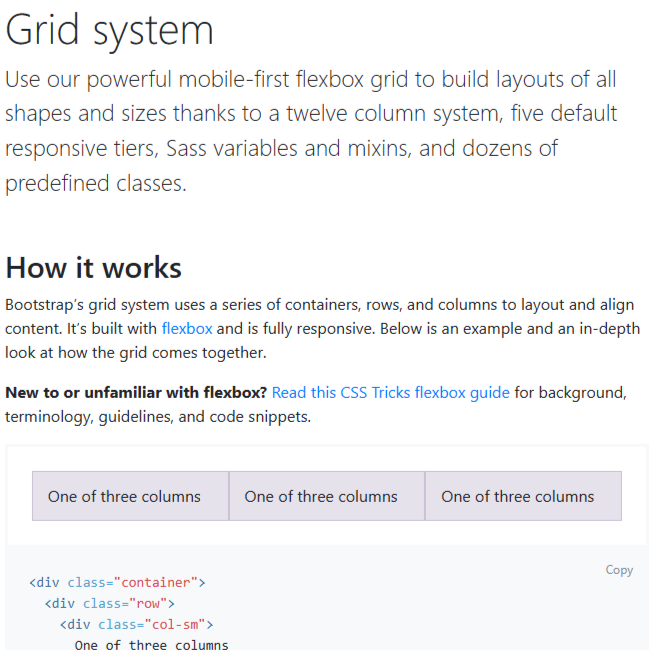 Grid system
Use our powerful mobile-first flexbox grid to build layouts of all
shapes and sizes thanks to a twelve column system, five default
responsive tiers, Sass variables and mixins, and dozens of
predefined classes.
How it works
Bootstrap’s grid system uses a series of containers, rows, and columns to layout and align
content. It’s built with flexbox and is fully responsive. Below is an example and an in-depth
look at how the grid comes together.
New to or unfamiliar with flexbox? Read this CSS Tricks flexbox guide for background,
terminology, guidelines, and code snippets.
One of three columns One of three columns One of three columns
Copy
<div class="container">
  <div class="row">
    <div class="col-sm">
      One of three columns